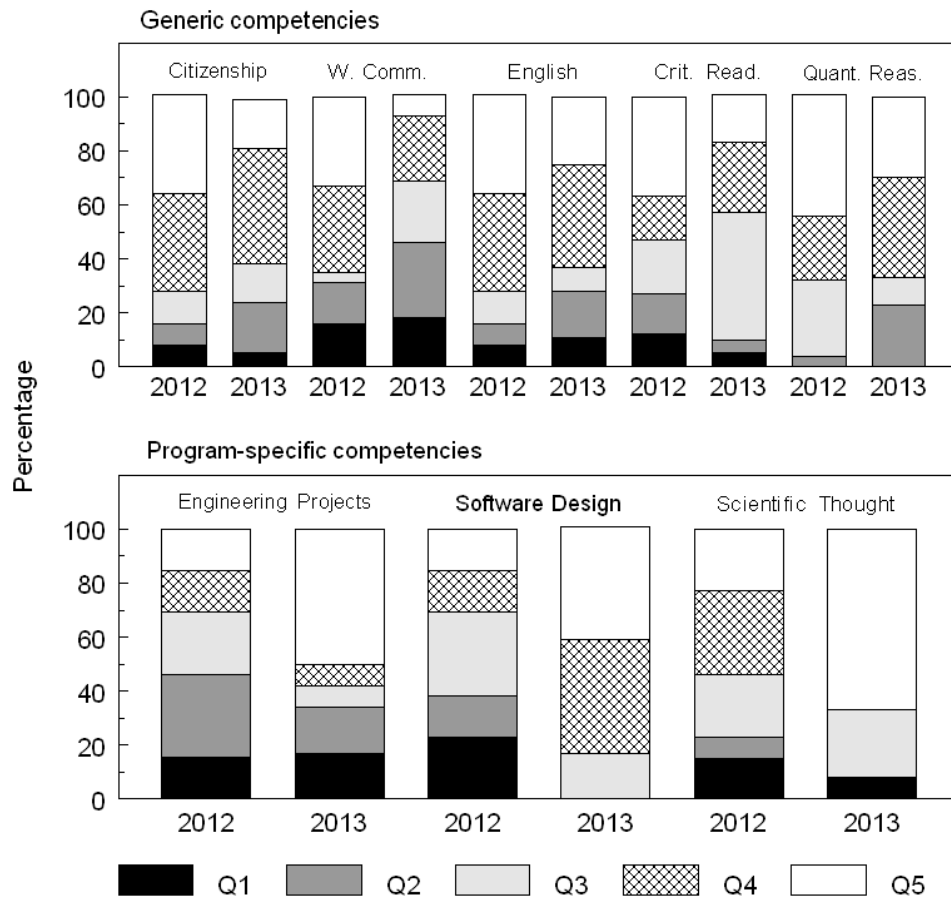 Generic competencies
Citizenship W. Comm. English Crit. Read. Quant. Reas.
100
80
60
40
20
0
2012 2013 2012 2013 2012 2013 2012 2013 2012 2013
Percentage
Program-specific competencies
Engineering Projects Software Design Scientific Thought
100
80
60
40
20
0
2012 2013 2012 2013 2012 2013
Q1 Q2 Q3 Q4 Q5